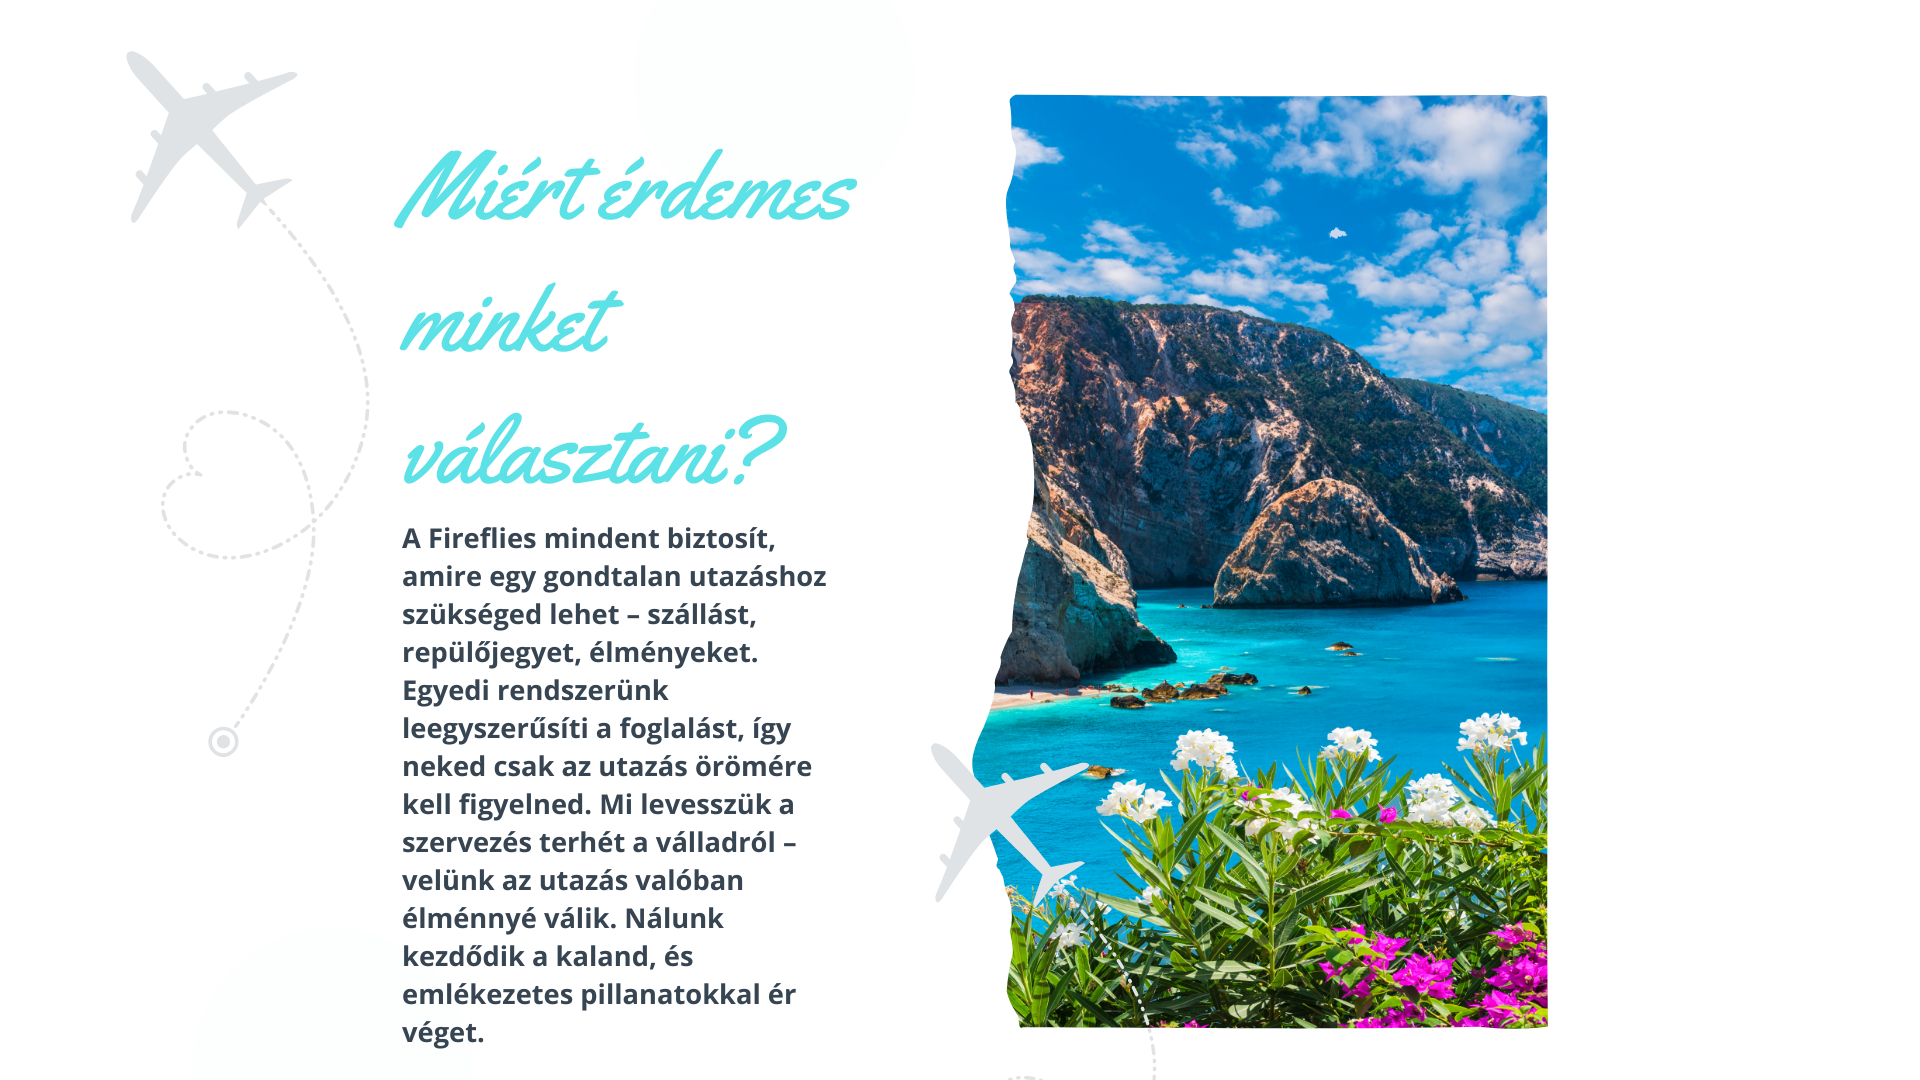 Miért érdemes
minket
választani?
A Fireflies mindent biztosít,
amire egy gondtalan utazáshoz
szükséged lehet – szállást,
repülőjegyet, élményeket.
Egyedi rendszerünk
leegyszerűsíti a foglalást, így
neked csak az utazás örömére
kell figyelned. Mi levesszük a
szervezés terhét a válladról –
velünk az utazás valóban
élménnyé válik. Nálunk
kezdődik a kaland, és
emlékezetes pillanatokkal ér
véget.